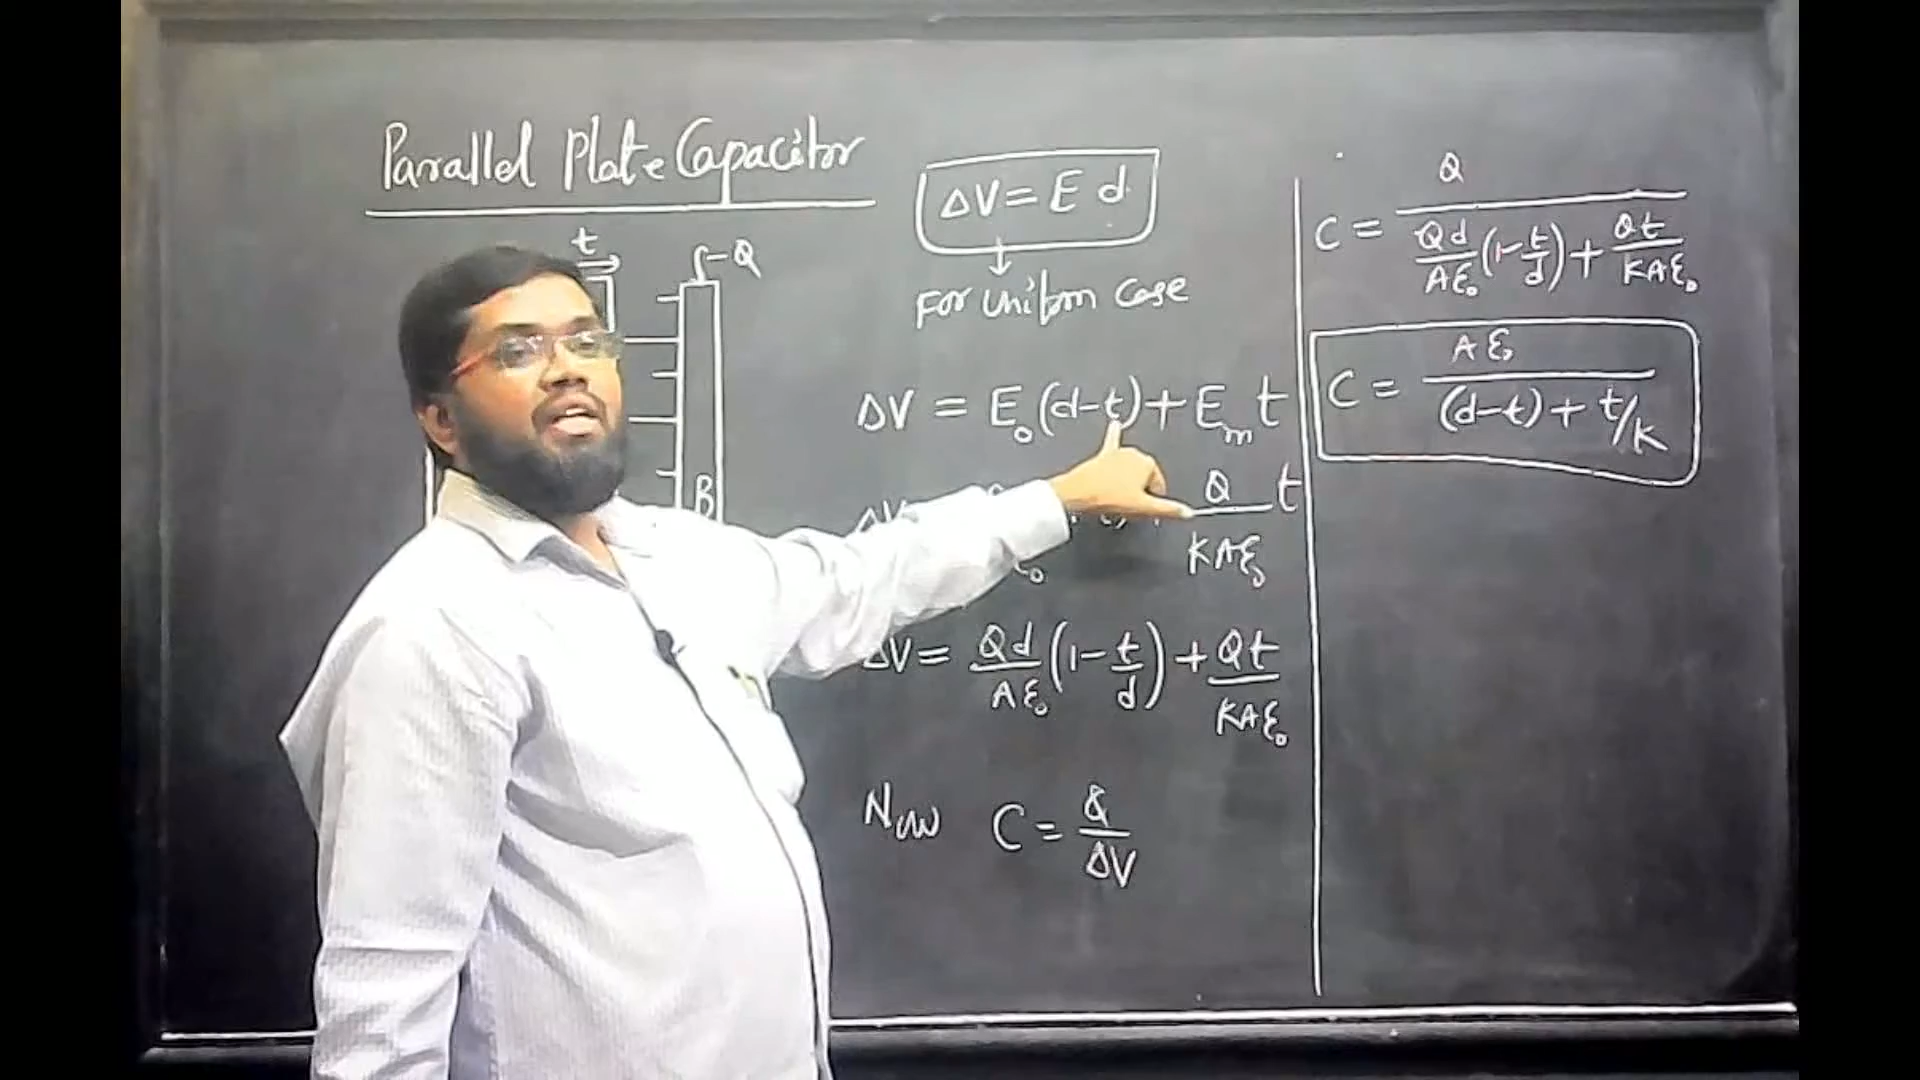 Parallel Plate Capacitor
t
-Q
B
ΔV = E d
For Uniform Case
ΔV = E₀(d-t) + Eₘ t
Q/KAε₀ t
ΔV = Qd/Aε₀ (1 - t/d) + Qt/KAε₀
Now C = Q/ΔV
C = Q / (Qd/Aε₀ (1 - t/d) + Qt/KAε₀)
C = Aε₀ / ((d-t) + t/K)